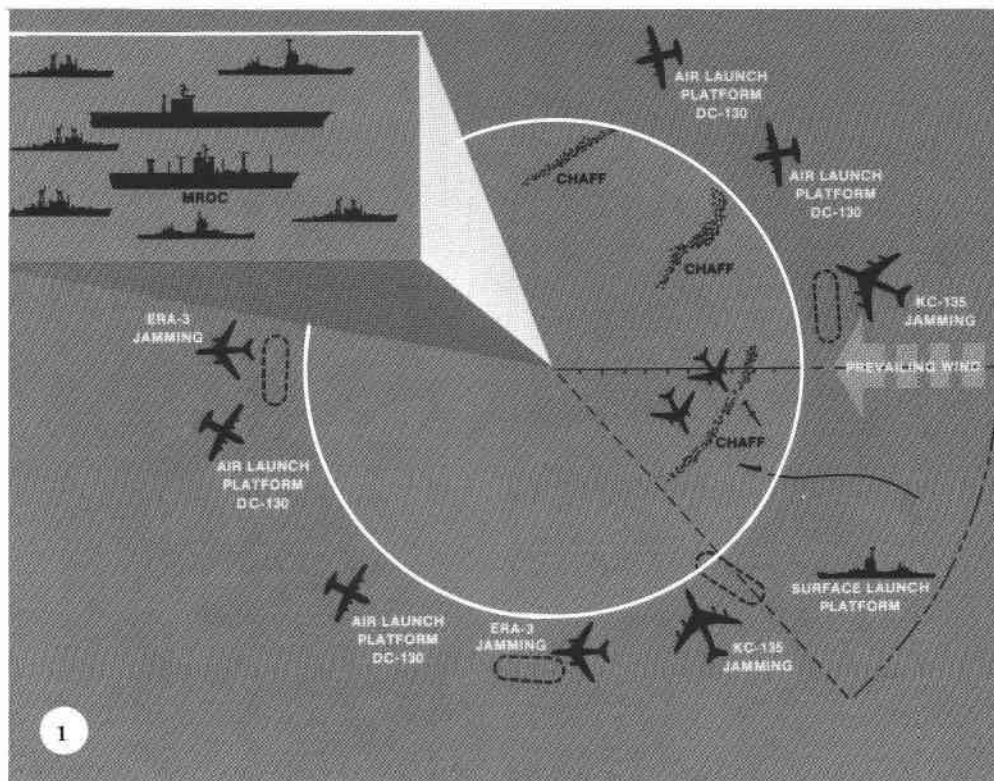 AIR LAUNCH
PLATFORM
DC-130
AIR LAUNCH
PLATFORM
DC-130
CHAFF
MROC
CHAFF
KC-135
JAMMING
ERA-3
JAMMING
PREVAILING WIND
CHAFF
AIR LAUNCH
PLATFORM
DC-130
SURFACE LAUNCH
PLATFORM
AIR LAUNCH
PLATFORM
DC-130
ERA-3
JAMMING
KC-135
JAMMING
1